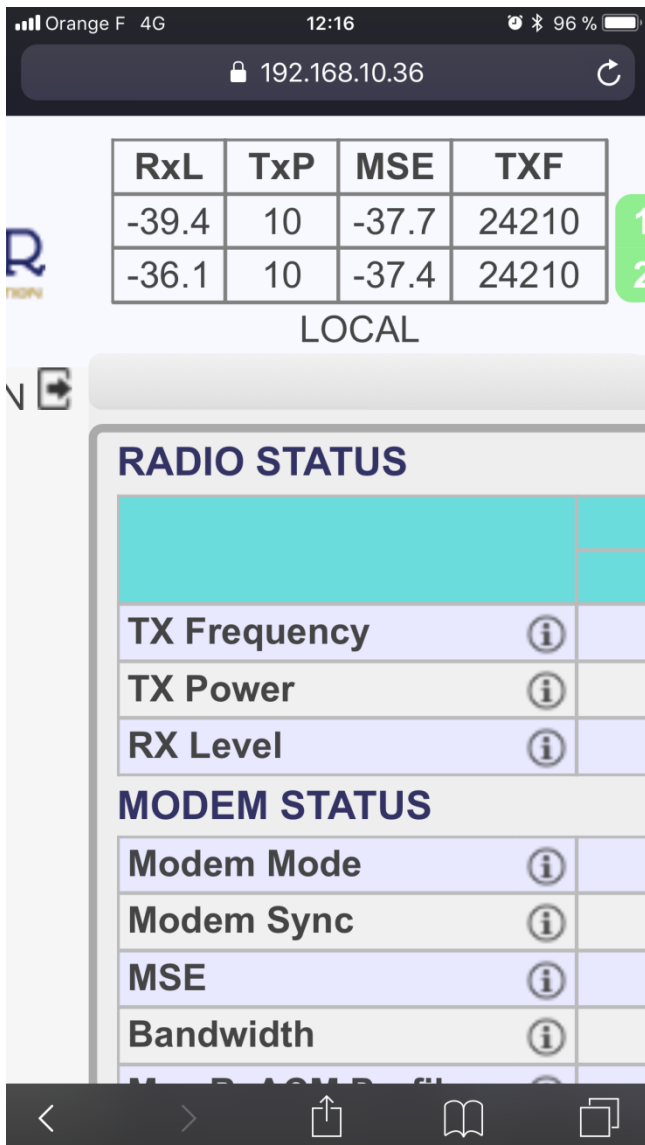 Orange F 4G 12:16 96 %
192.168.10.36
RxL TxP MSE TXF
-39.4 10 -37.7 24210 1
-36.1 10 -37.4 24210 2
R
LOCAL
N
RADIO STATUS
TX Frequency
TX Power
RX Level
MODEM STATUS
Modem Mode
Modem Sync
MSE
Bandwidth